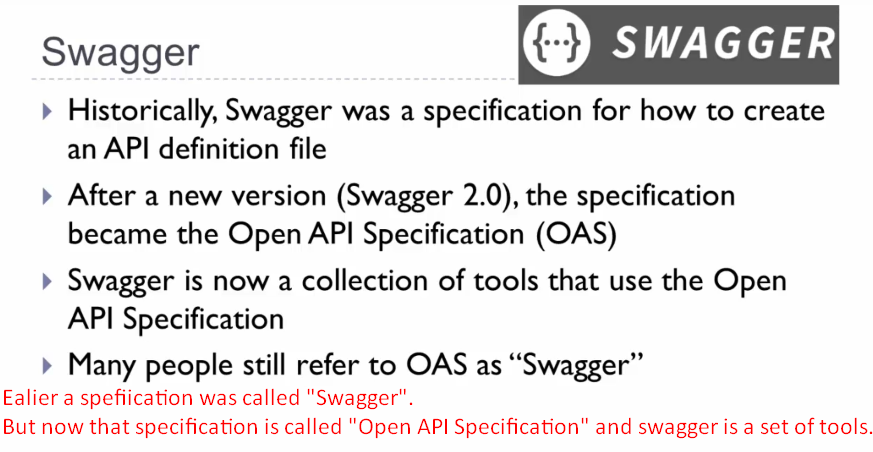 Swagger
{...} SWAGGER
Historically, Swagger was a specification for how to create
an API definition file
After a new version (Swagger 2.0), the specification
became the Open API Specification (OAS)
Swagger is now a collection of tools that use the Open
API Specification
Many people still refer to OAS as “Swagger”
Ealier a spefiication was called "Swagger".
But now that specification is called "Open API Specification" and swagger is a set of tools.